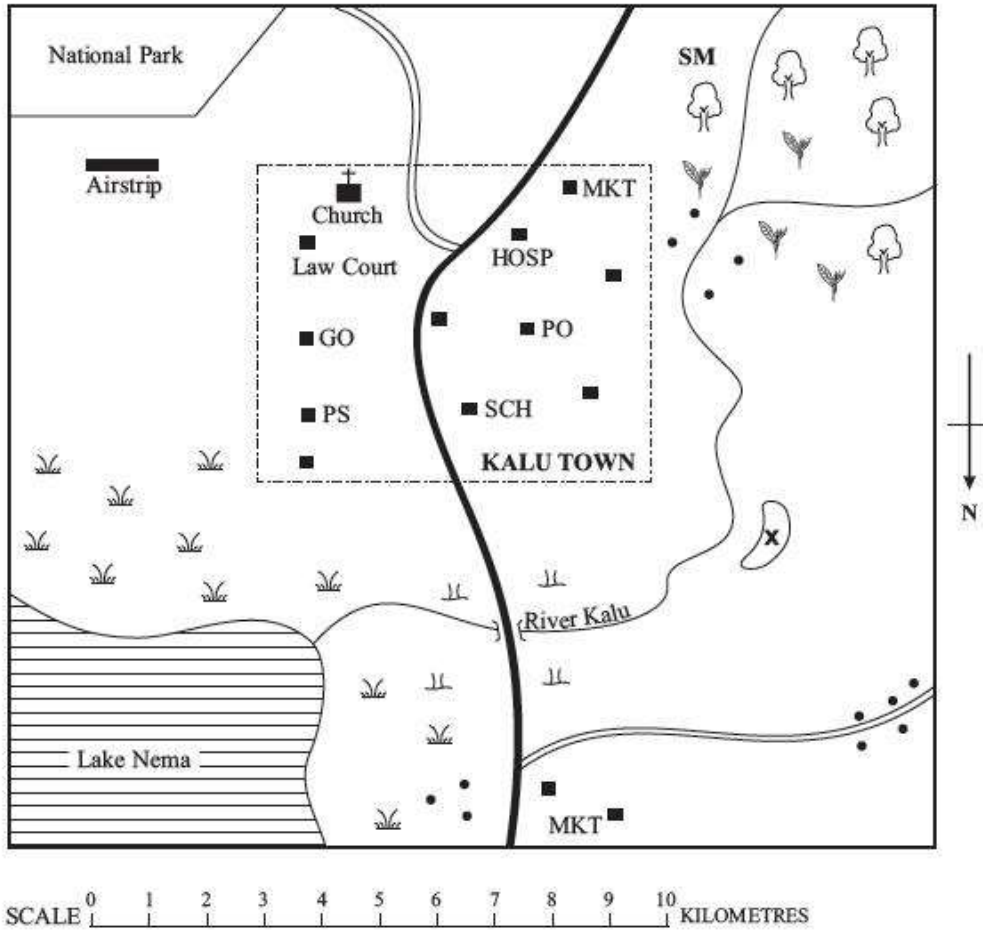 National Park
SM
Airstrip
MKT
Church
HOSP
Law Court
PO
GO
SCH
PS
KALU TOWN
N
X
River Kalu
Lake Nema
MKT
0 1 2 3 4 5 6 7 8 9 10
SCALE KILOMETRES